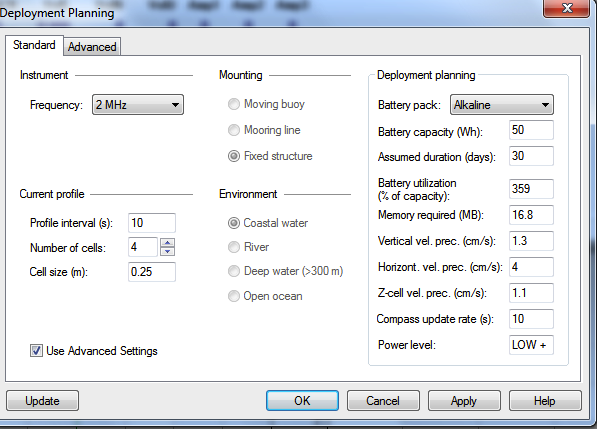 Deployment Planning
Standard
Advanced
Instrument
Frequency: 2 MHz
Current profile
Profile interval (s): 10
Number of cells: 4
Cell size (m): 0.25
Use Advanced Settings
Mounting
Moving buoy
Mooring line
Fixed structure
Environment
Coastal water
River
Deep water (>300 m)
Open ocean
Deployment planning
Battery pack: Alkaline
Battery capacity (Wh): 50
Assumed duration (days): 30
Battery utilization
(% of capacity): 359
Memory required (MB): 16.8
Vertical vel. prec. (cm/s): 1.3
Horizont. vel. prec. (cm/s): 4
Z-cell vel. prec. (cm/s): 1.1
Compass update rate (s): 10
Power level: LOW +
Update
OK
Cancel
Apply
Help